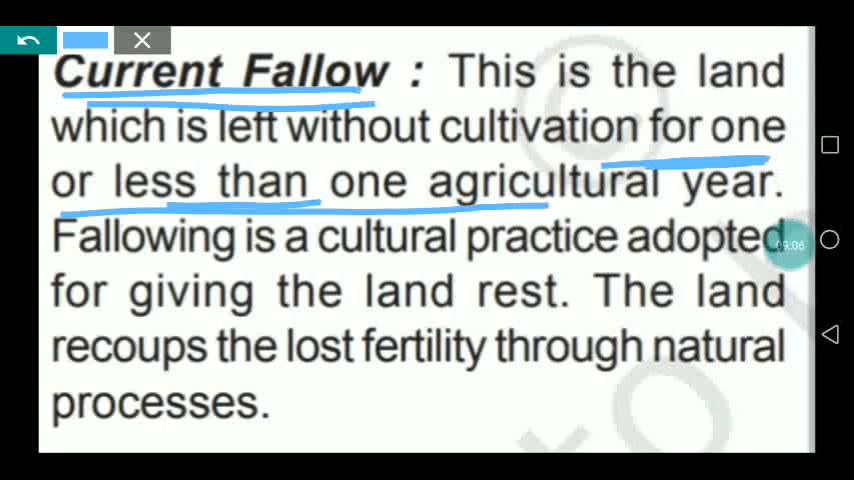 Current Fallow : This is the land
which is left without cultivation for one
or less than one agricultural year.
Fallowing is a cultural practice adopted
for giving the land rest. The land
recoups the lost fertility through natural
processes.
09:06